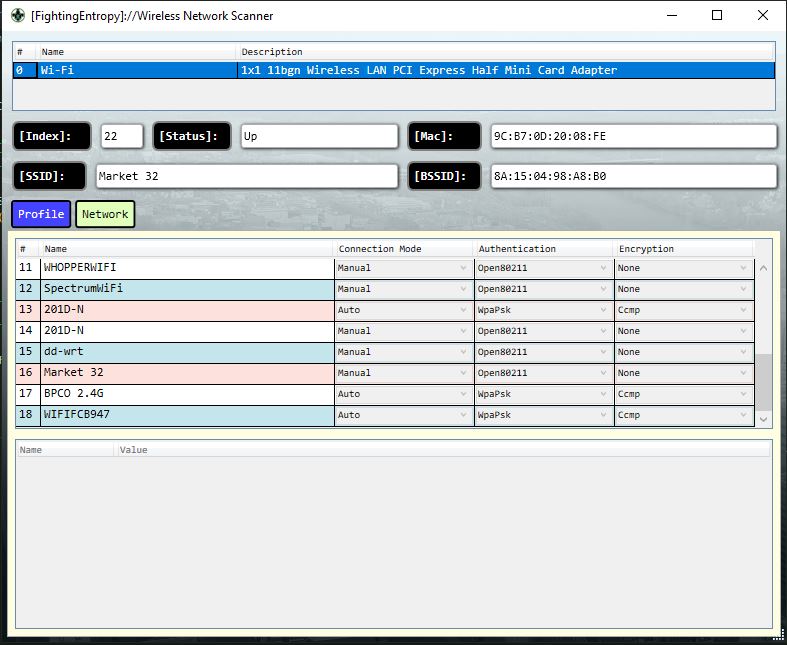 [FightingEntropy]://Wireless Network Scanner
# Name Description
0 Wi-Fi 1x1 11bgn Wireless LAN PCI Express Half Mini Card Adapter
[Index]: 22 [Status]: Up [Mac]: 9C:B7:0D:20:08:FE
[SSID]: Market 32 [BSSID]: 8A:15:04:98:A8:B0
Profile Network
# Name Connection Mode Authentication Encryption
11 WHOPPERWIFI Manual Open80211 None
12 SpectrumWiFi Manual Open80211 None
13 201D-N Auto WpaPsk Ccmp
14 201D-N Manual Open80211 None
15 dd-wrt Manual Open80211 None
16 Market 32 Manual Open80211 None
17 BPCO 2.4G Auto WpaPsk Ccmp
18 WIFIFCB947 Auto WpaPsk Ccmp
Name Value